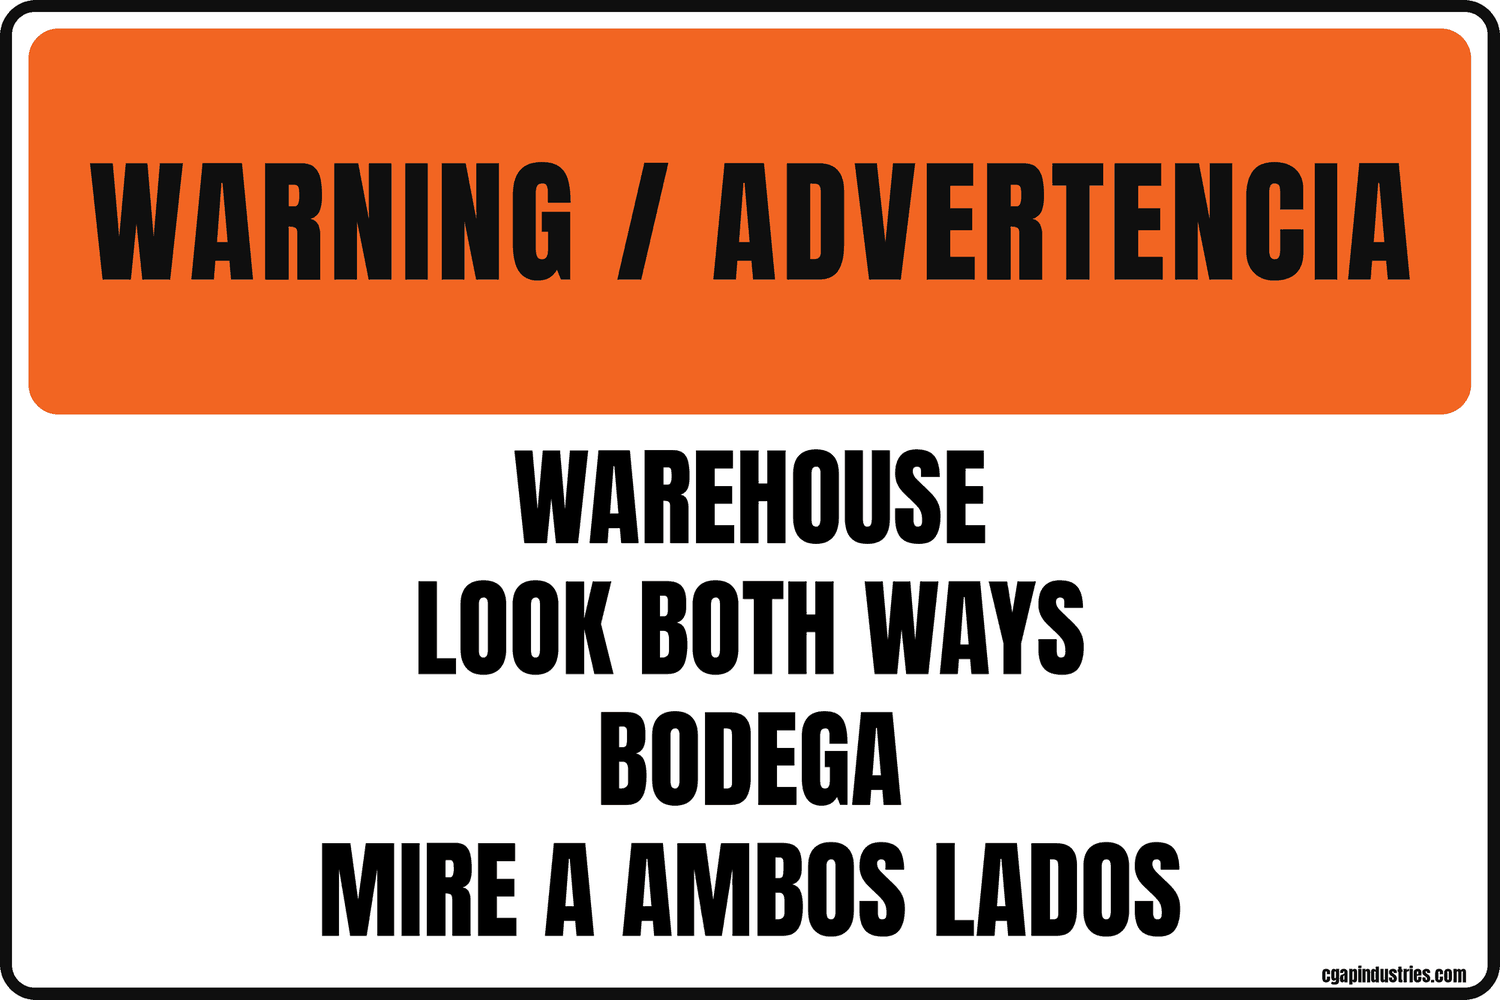 WARNING / ADVERTENCIA
WAREHOUSE
LOOK BOTH WAYS
BODEGA
MIRE A AMBOS LADOS
cgapindustries.com